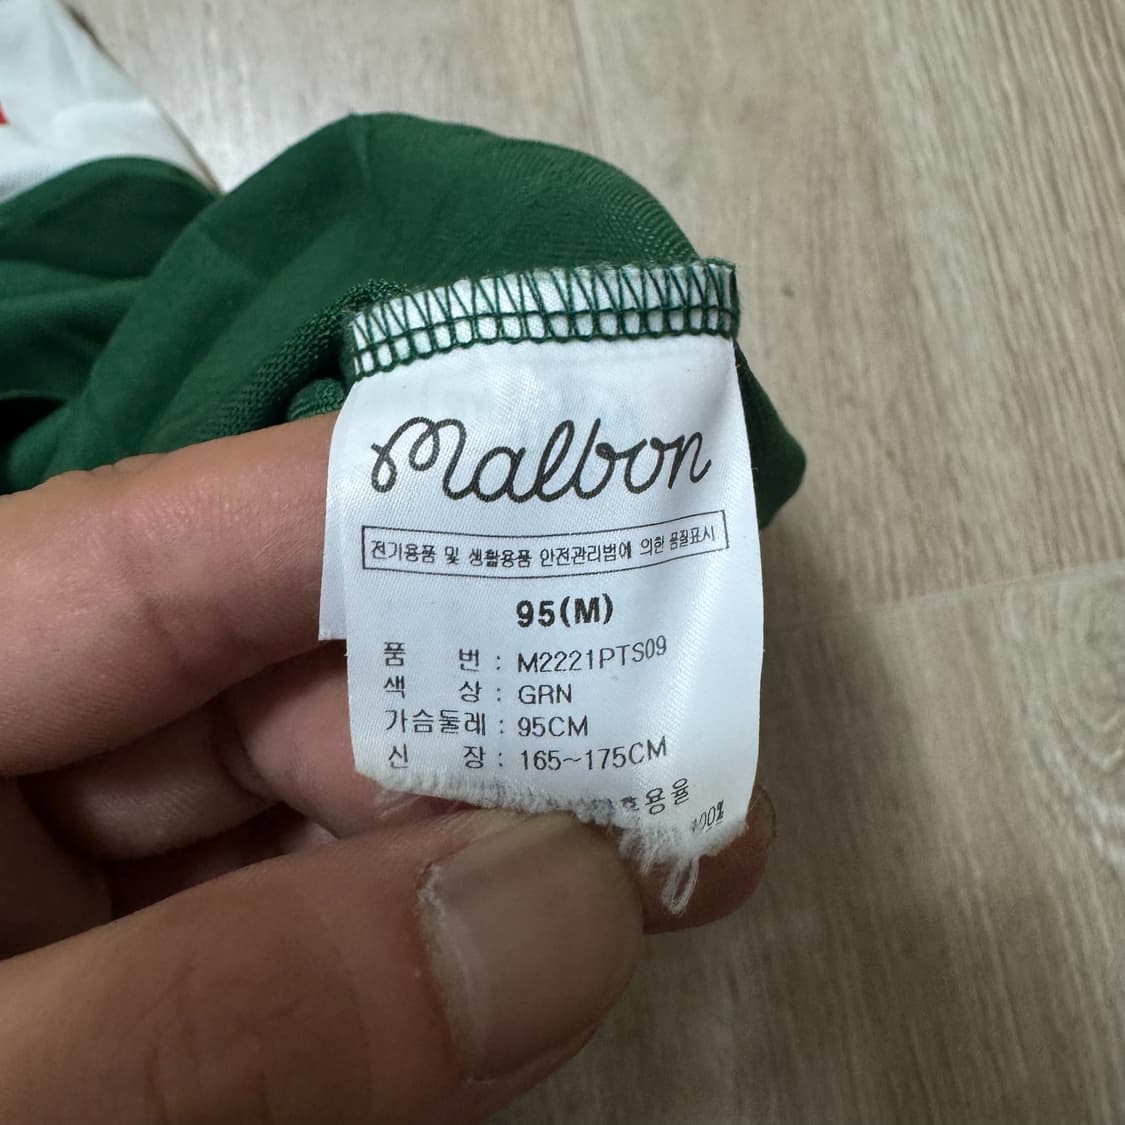 Malbon
전기용품 및 생활용품 안전관리법에 의한 품질표시
95(M)
품 번 : M2221PTS09
색 상 : GRN
가슴둘레 : 95CM
신 장 : 165~175CM